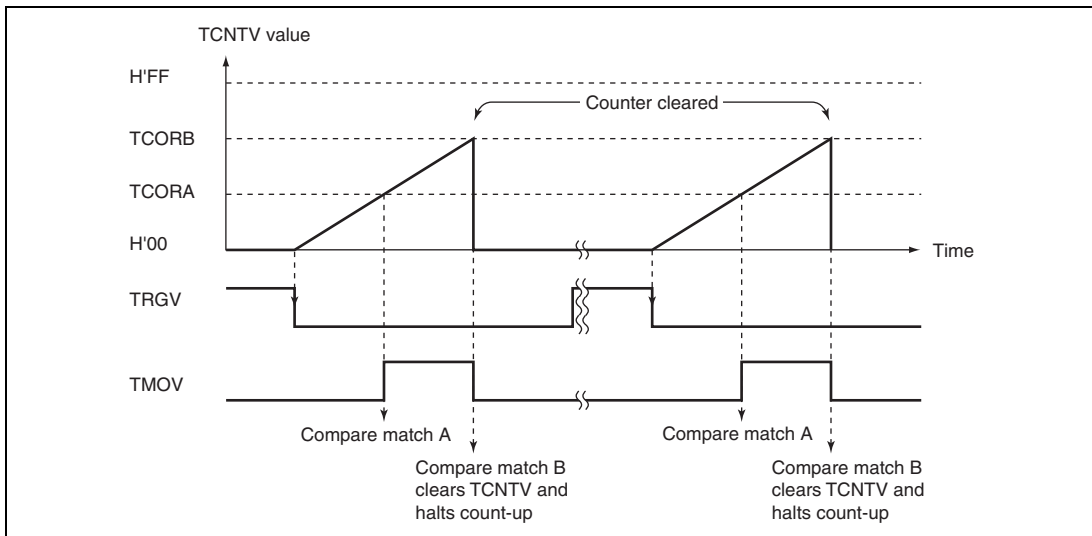 TCNTV value
H'FF
Counter cleared
TCORB
TCORA
H'00
Time
TRGV
TMOV
Compare match A
Compare match A
Compare match B
clears TCNTV and
halts count-up
Compare match B
clears TCNTV and
halts count-up